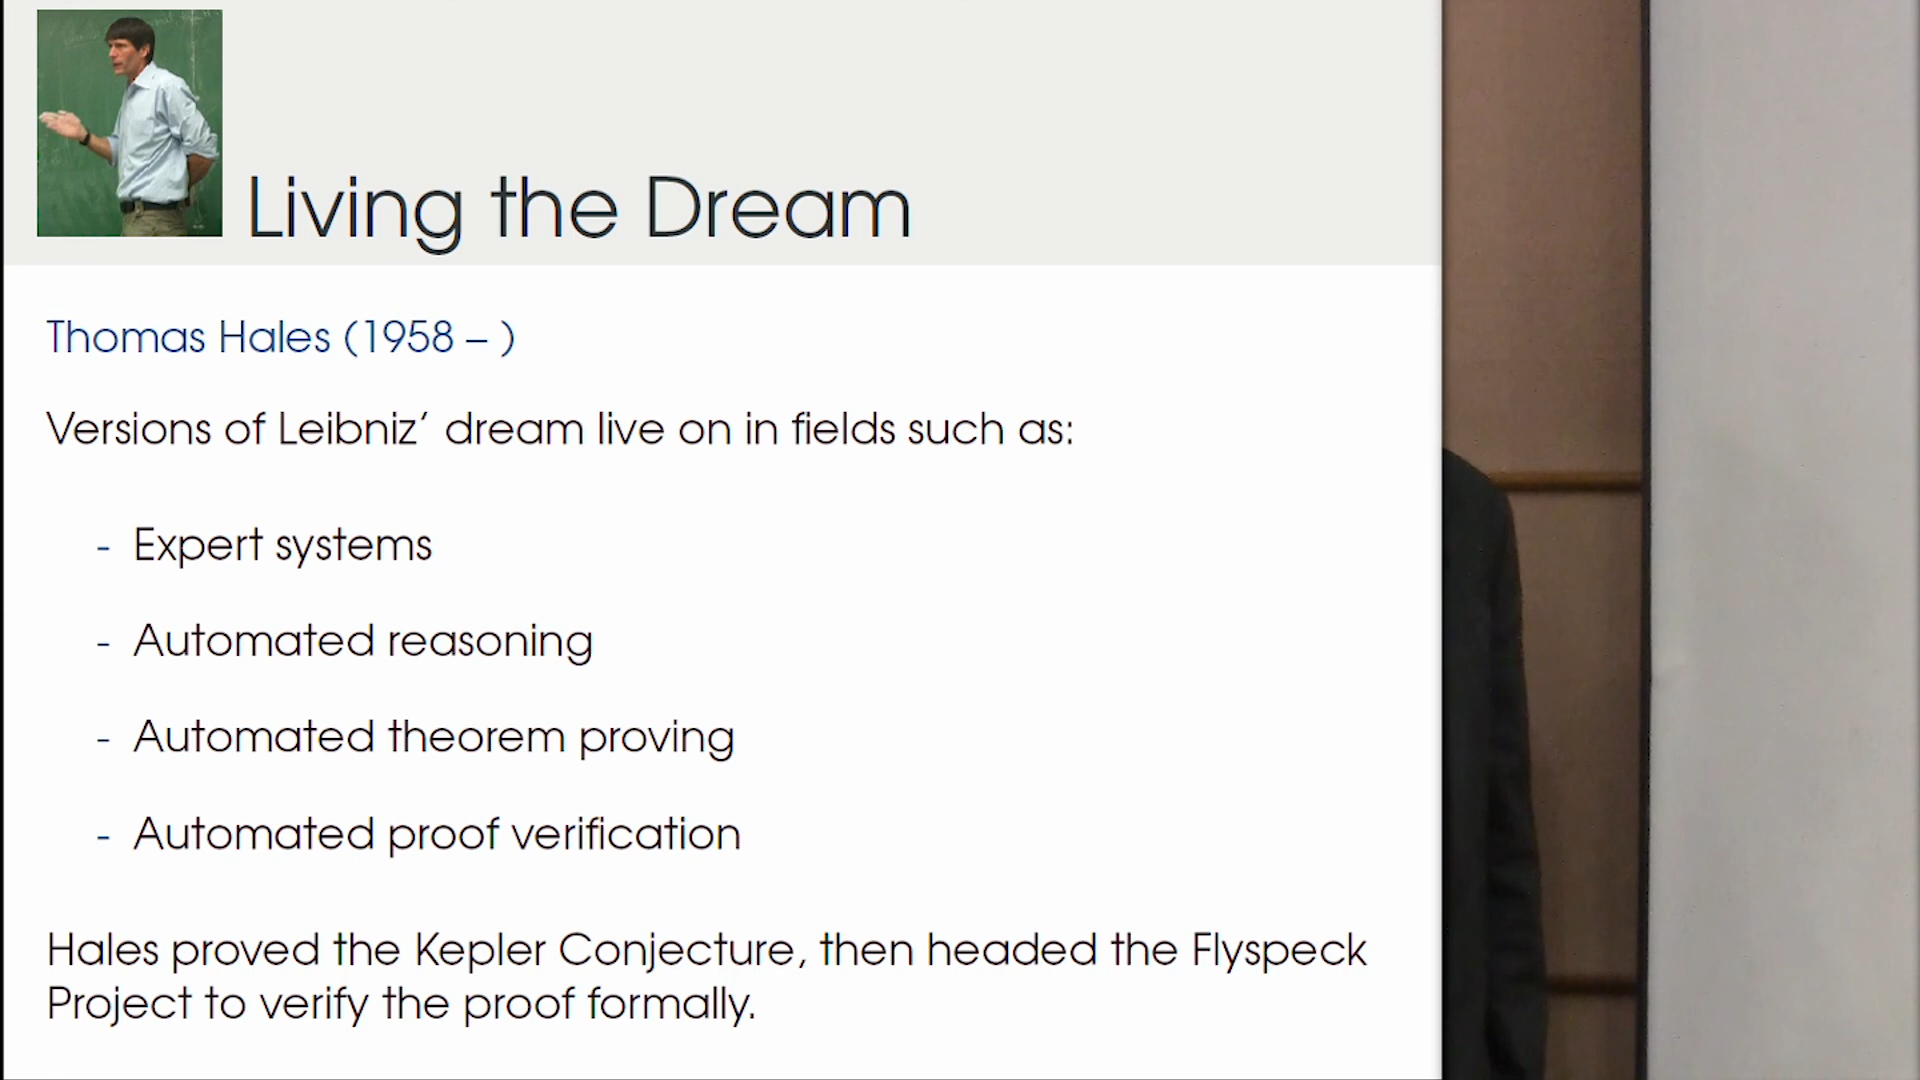 Living the Dream
Thomas Hales (1958 – )
Versions of Leibniz’ dream live on in fields such as:
- Expert systems
- Automated reasoning
- Automated theorem proving
- Automated proof verification
Hales proved the Kepler Conjecture, then headed the Flyspeck
Project to verify the proof formally.